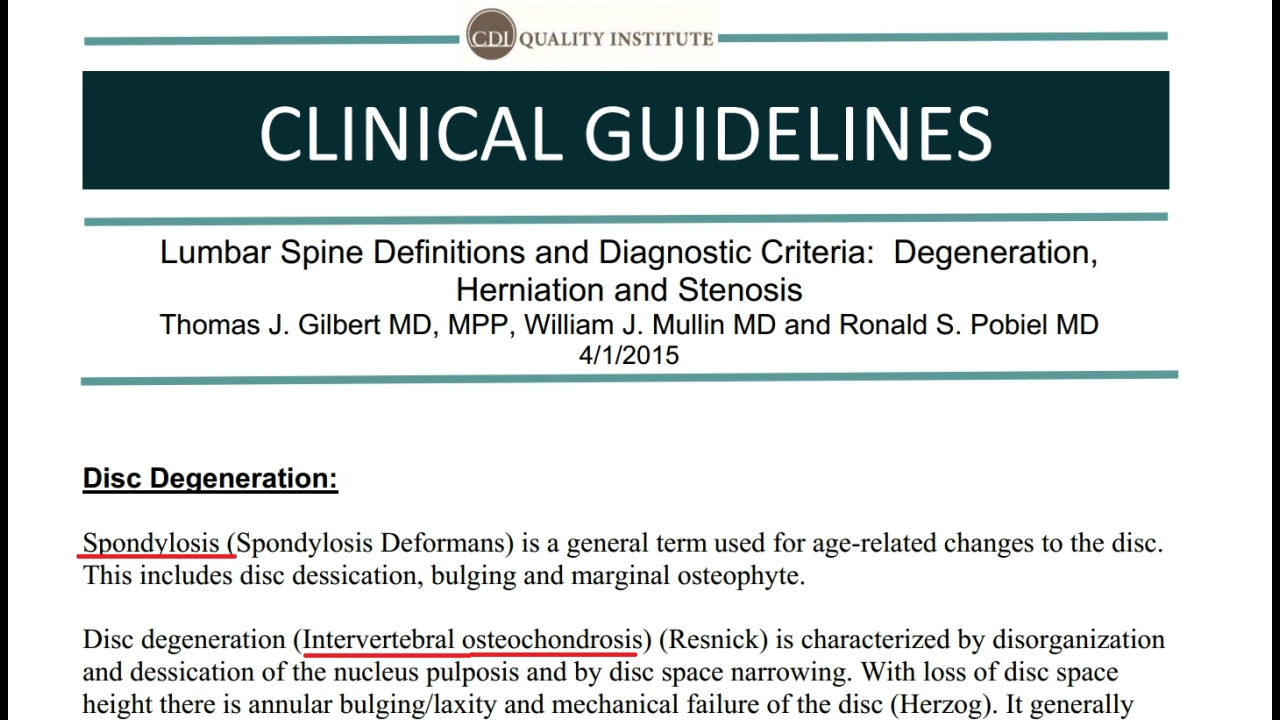 CDI QUALITY INSTITUTE
CLINICAL GUIDELINES
Lumbar Spine Definitions and Diagnostic Criteria:  Degeneration,
Herniation and Stenosis
Thomas J. Gilbert MD, MPP, William J. Mullin MD and Ronald S. Pobiel MD
4/1/2015
Disc Degeneration:
Spondylosis (Spondylosis Deformans) is a general term used for age-related changes to the disc.
This includes disc dessication, bulging and marginal osteophyte.
Disc degeneration (Intervertebral osteochondrosis) (Resnick) is characterized by disorganization
and dessication of the nucleus pulposis and by disc space narrowing. With loss of disc space
height there is annular bulging/laxity and mechanical failure of the disc (Herzog). It generally